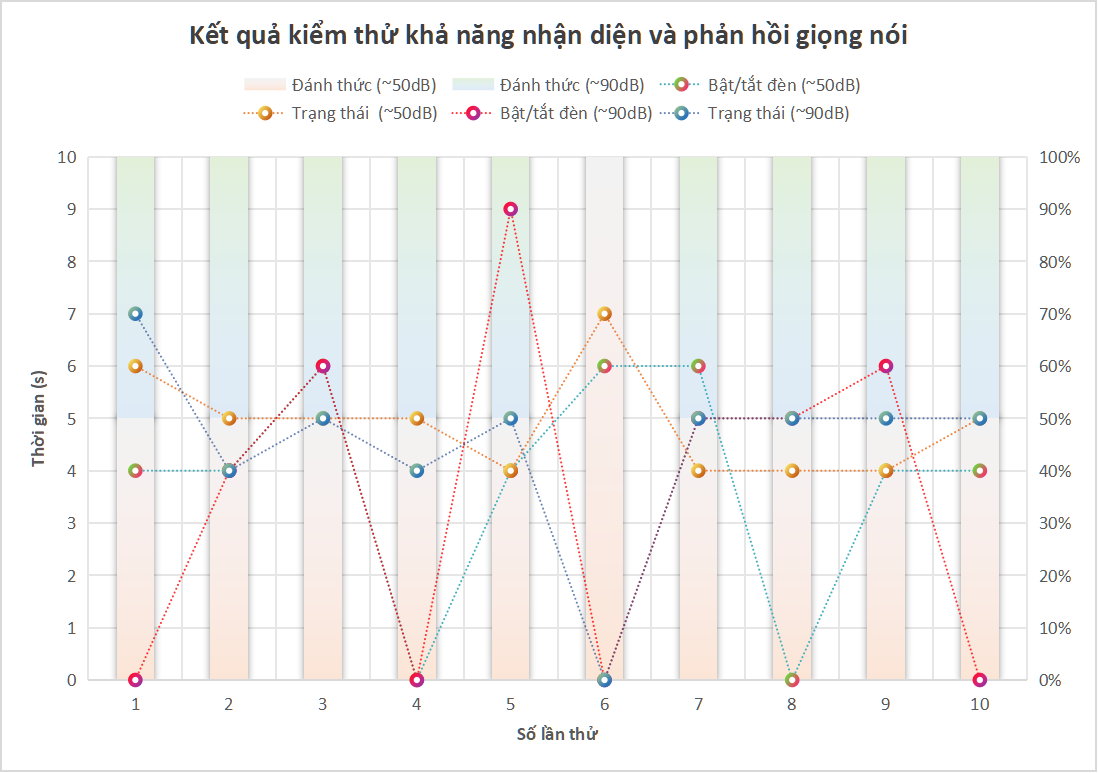 Kết quả kiểm thử khả năng nhận diện và phản hồi giọng nói
Đánh thức (~50dB) Đánh thức (~90dB) Bật/tắt đèn (~50dB)
Trạng thái (~50dB) Bật/tắt đèn (~90dB) Trạng thái (~90dB)
10 100%
9 90%
8 80%
7 70%
6 60%
5 50%
4 40%
3 30%
2 20%
1 10%
0 0%
Thời gian (s)
1 2 3 4 5 6 7 8 9 10
Số lần thử